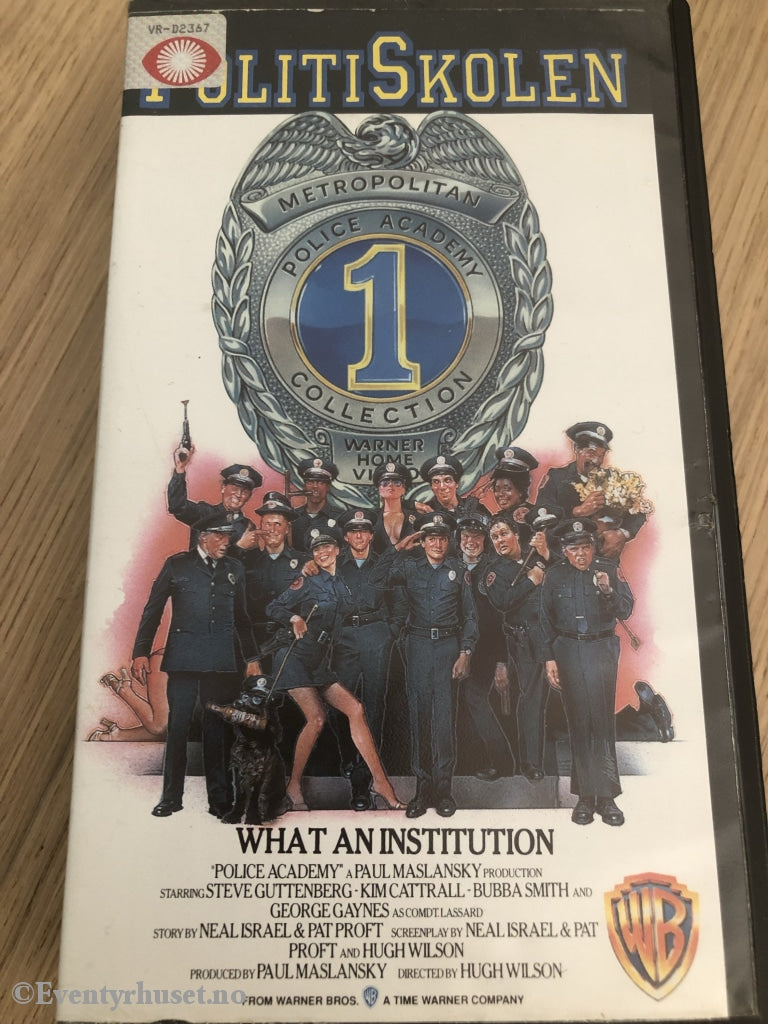 VR-D2367
POLITISKOLEN
METROPOLITAN
POLICE ACADEMY
1
COLLECTION
WARNER
HOME
VIDEO
WHAT AN INSTITUTION
"POLICE ACADEMY" A PAUL MASLANSKY PRODUCTION
STARRING STEVE GUTTENBERG · KIM CATTRALL · BUBBA SMITH AND
GEORGE GAYNES AS COMDT. LASSARD
STORY BY NEAL ISRAEL & PAT PROFT SCREENPLAY BY NEAL ISRAEL & PAT
PROFT AND HUGH WILSON
PRODUCED BY PAUL MASLANSKY DIRECTED BY HUGH WILSON
WB
©Eventyrhuset.no
FROM WARNER BROS. A TIME WARNER COMPANY